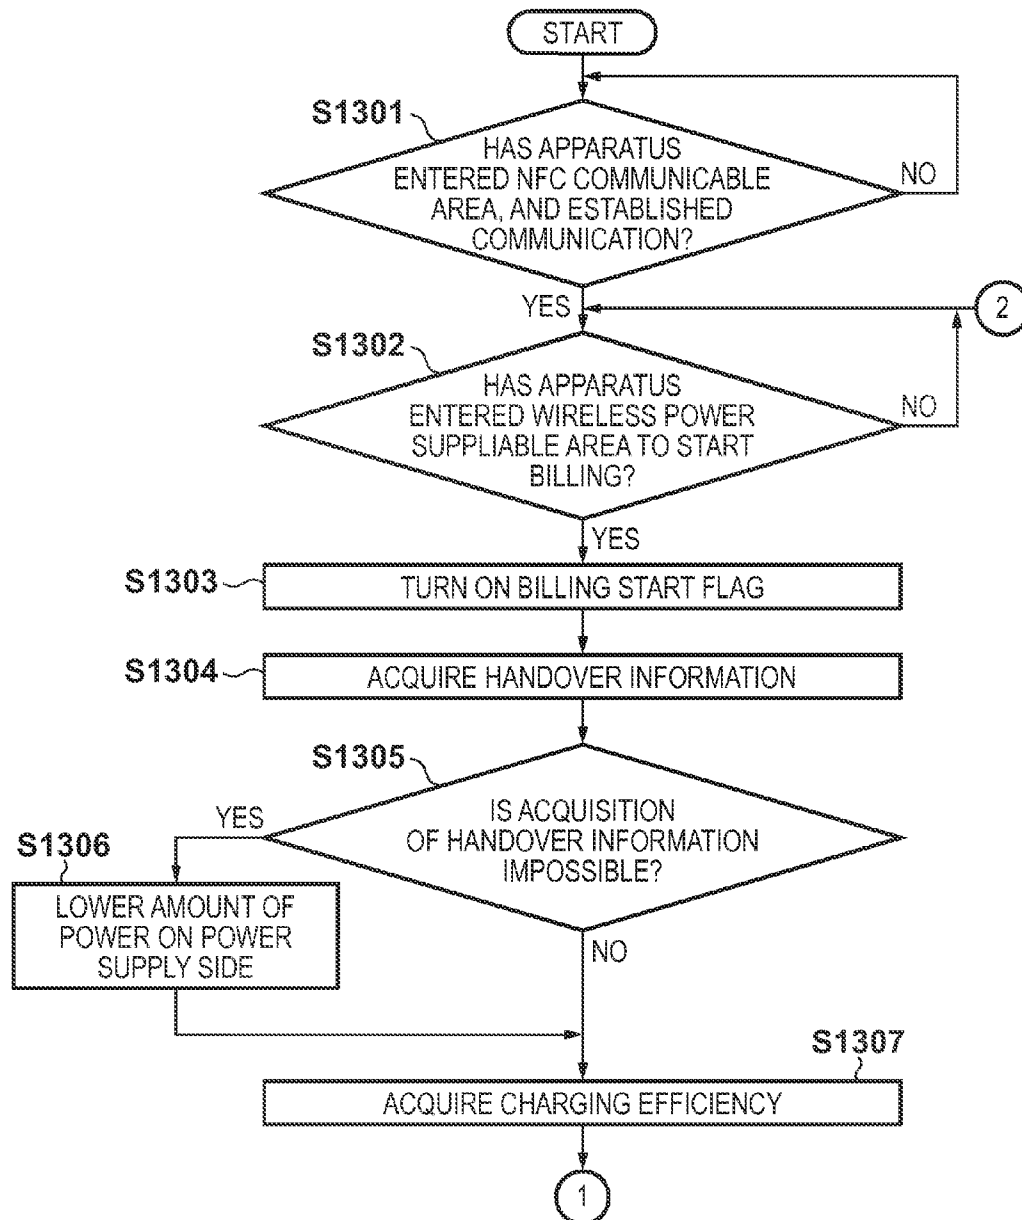 START
S1301
HAS APPARATUS
ENTERED NFC COMMUNICABLE
AREA, AND ESTABLISHED
COMMUNICATION?
NO
YES
2
S1302
HAS APPARATUS
ENTERED WIRELESS POWER
SUPPLIABLE AREA TO START
BILLING?
NO
YES
S1303
TURN ON BILLING START FLAG
S1304
ACQUIRE HANDOVER INFORMATION
S1305
IS ACQUISITION
OF HANDOVER INFORMATION
IMPOSSIBLE?
YES
S1306
LOWER AMOUNT OF
POWER ON POWER
SUPPLY SIDE
NO
S1307
ACQUIRE CHARGING EFFICIENCY
1